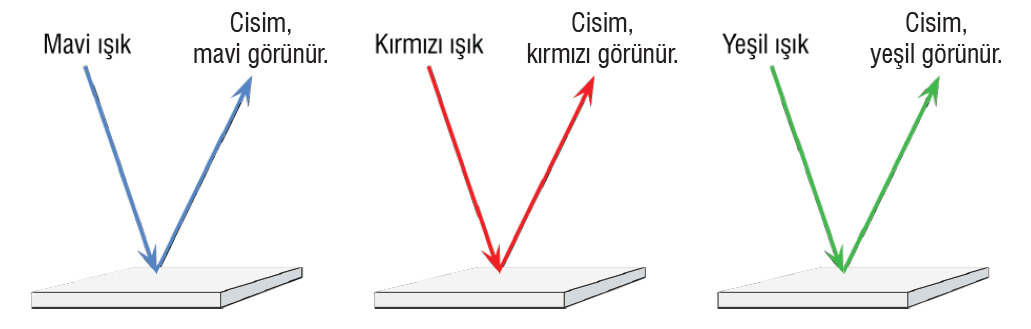 Mavi ışık
Cisim,
mavi görünür.
Kırmızı ışık
Cisim,
kırmızı görünür.
Yeşil ışık
Cisim,
yeşil görünür.